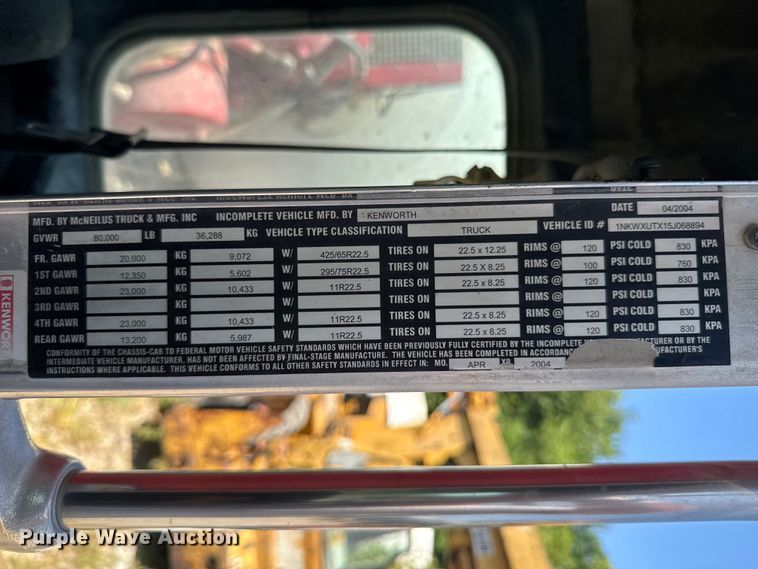 MFD. BY McNEILUS TRUCK & MFG. INC INCOMPLETE VEHICLE MFD. BY KENWORTH DATE 04/2004
GVWR 80,000 LB 36,288 KG VEHICLE TYPE CLASSIFICATION TRUCK VEHICLE ID # 1NKWXUTX15J068894
FR. GAWR 20,000 KG 9,072 W/ 425/65R22.5 TIRES ON 22.5 x 12.25 RIMS @ 120 PSI COLD 830 KPA
1ST GAWR 12,350 KG 5,602 W/ 295/75R22.5 TIRES ON 22.5 X 8.25 RIMS @ 100 PSI COLD 760 KPA
2ND GAWR 23,000 KG 10,433 W/ 11R22.5 TIRES ON 22.5 x 8.25 RIMS @ 120 PSI COLD 830 KPA
3RD GAWR KG W/ TIRES ON RIMS @ PSI COLD KPA
4TH GAWR 23,000 KG 10,433 W/ 11R22.5 TIRES ON 22.5 x 8.25 RIMS @ 120 PSI COLD 830 KPA
REAR GAWR 13,200 KG 5,987 W/ 11R22.5 TIRES ON 22.5 x 8.25 RIMS @ 120 PSI COLD 830 KPA
CONFORMITY OF THE CHASSIS-CAB TO FEDERAL MOTOR VEHICLE SAFETY STANDARDS WHICH HAVE BEEN PREVIOUSLY FULLY CERTIFIED BY THE INCOMPLETE MANUFACTURER OR BY THE
INTERMEDIATE VEHICLE MANUFACTURER, HAS NOT BEEN AFFECTED BY FINAL-STAGE MANUFACTURER. THE VEHICLE HAS BEEN COMPLETED IN ACCORDANCE
INSTRUCTIONS WHERE APPLICABLE. THIS VEHICLE CONFORMS TO ALL OTHER SAFETY STANDARDS IN EFFECT IN: MO. APR YR 2004
KENWOR
Purple Wave Auction